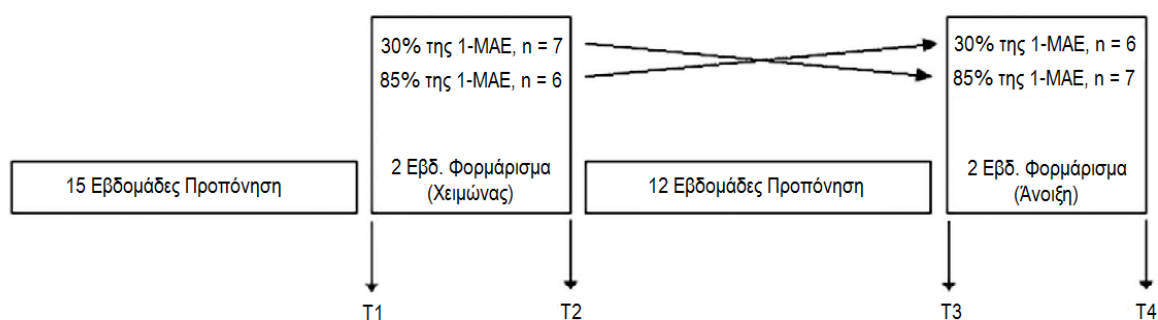 30% της 1-ΜΑΕ, n = 7
85% της 1-ΜΑΕ, n = 6
30% της 1-ΜΑΕ, n = 6
85% της 1-ΜΑΕ, n = 7
15 Εβδομάδες Προπόνηση
2 Εβδ. Φορμάρισμα
(Χειμώνας)
12 Εβδομάδες Προπόνηση
2 Εβδ. Φορμάρισμα
(Άνοιξη)
T1
T2
T3
T4